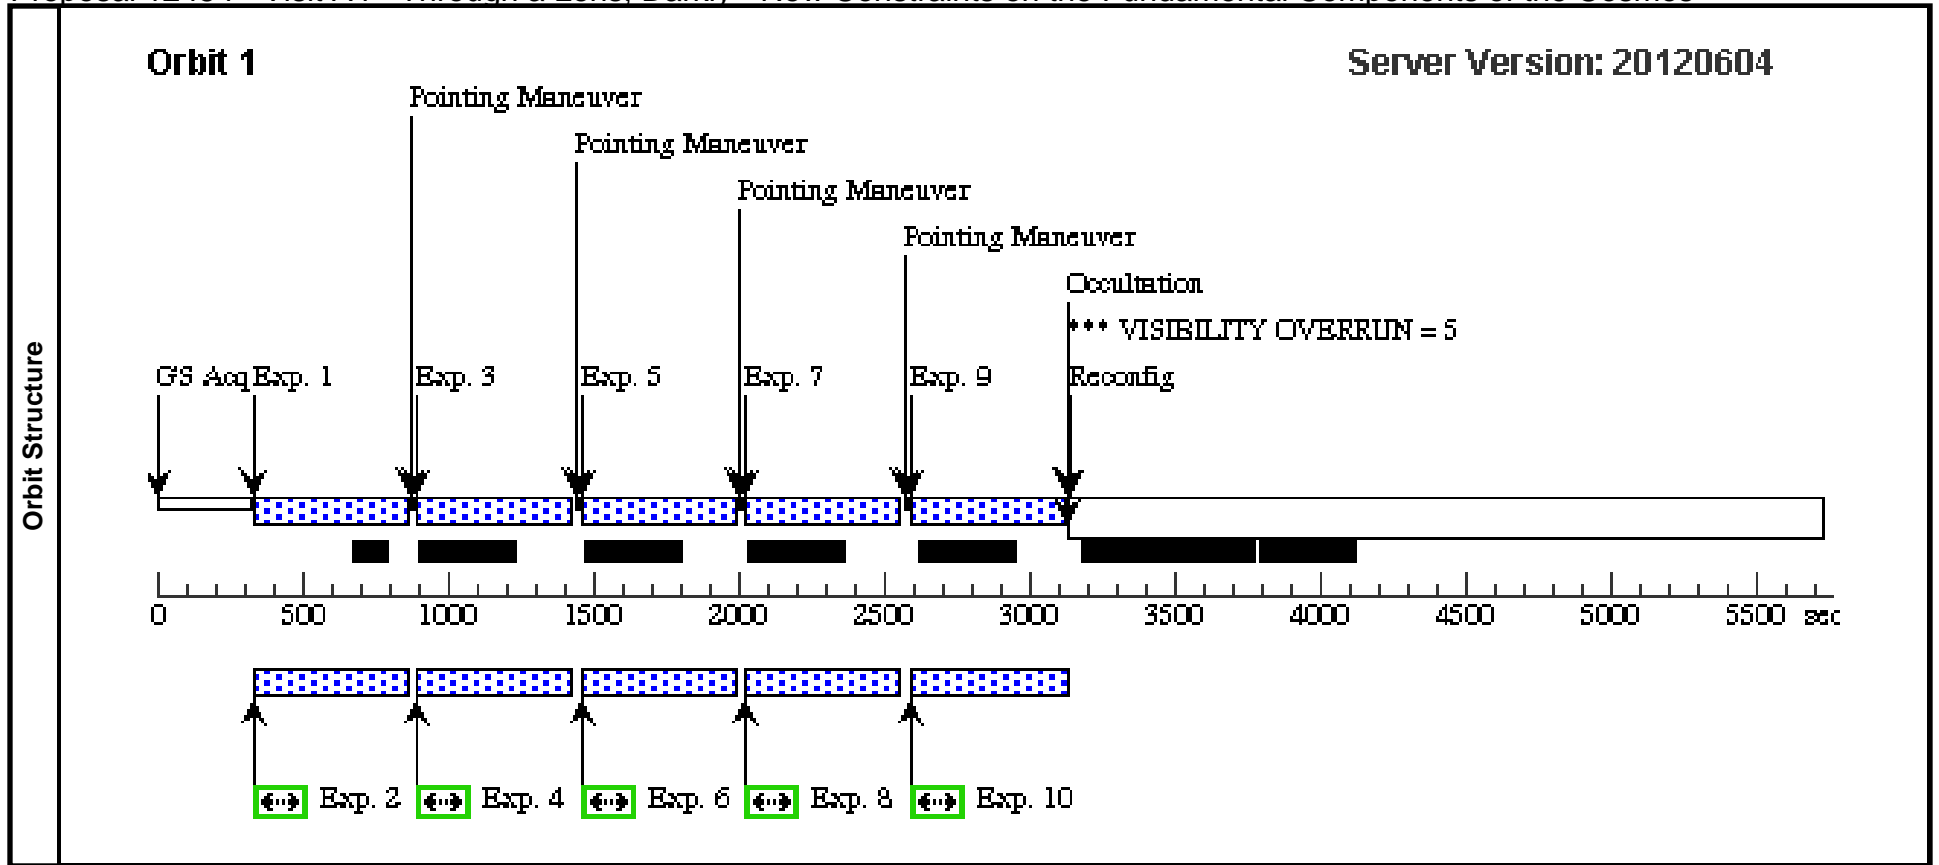 Orbit 1
Server Version: 20120604
Pointing Maneuver
Pointing Maneuver
Pointing Maneuver
Pointing Maneuver
Occultation
*** VISIBILITY OVERRUN = 5
GS Acq Exp. 1 Exp. 3 Exp. 5 Exp. 7 Exp. 9 Reconfig
Orbit Structure
0 500 1000 1500 2000 2500 3000 3500 4000 4500 5000 5500 sec
Exp. 2 Exp. 4 Exp. 6 Exp. 8 Exp. 10